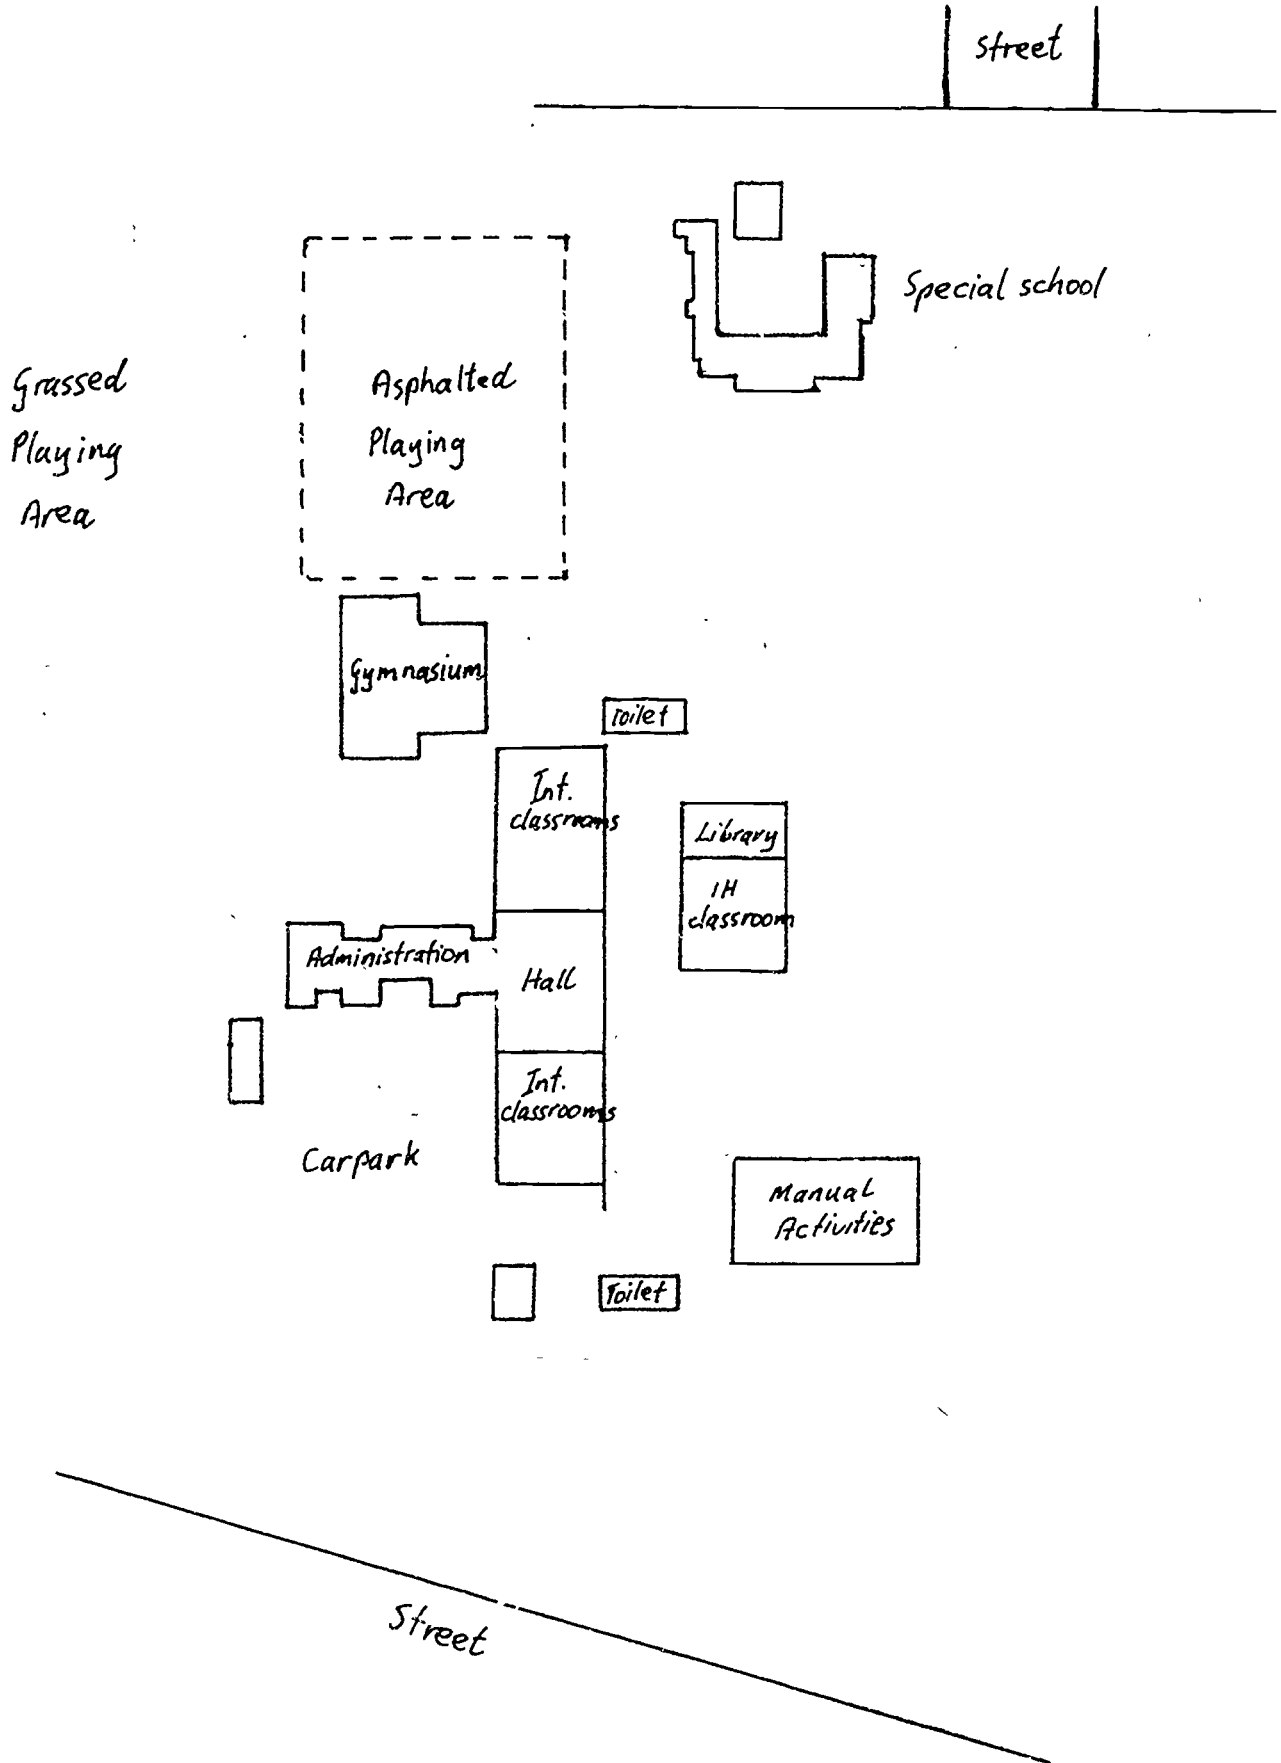 Street
Special school
Grassed
Playing
Area
Asphalted
Playing
Area
Gymnasium
Toilet
Int.
classrooms
Library
IH
classroom
Administration
Hall
Int.
classrooms
Carpark
Manual
Activities
Toilet
Street